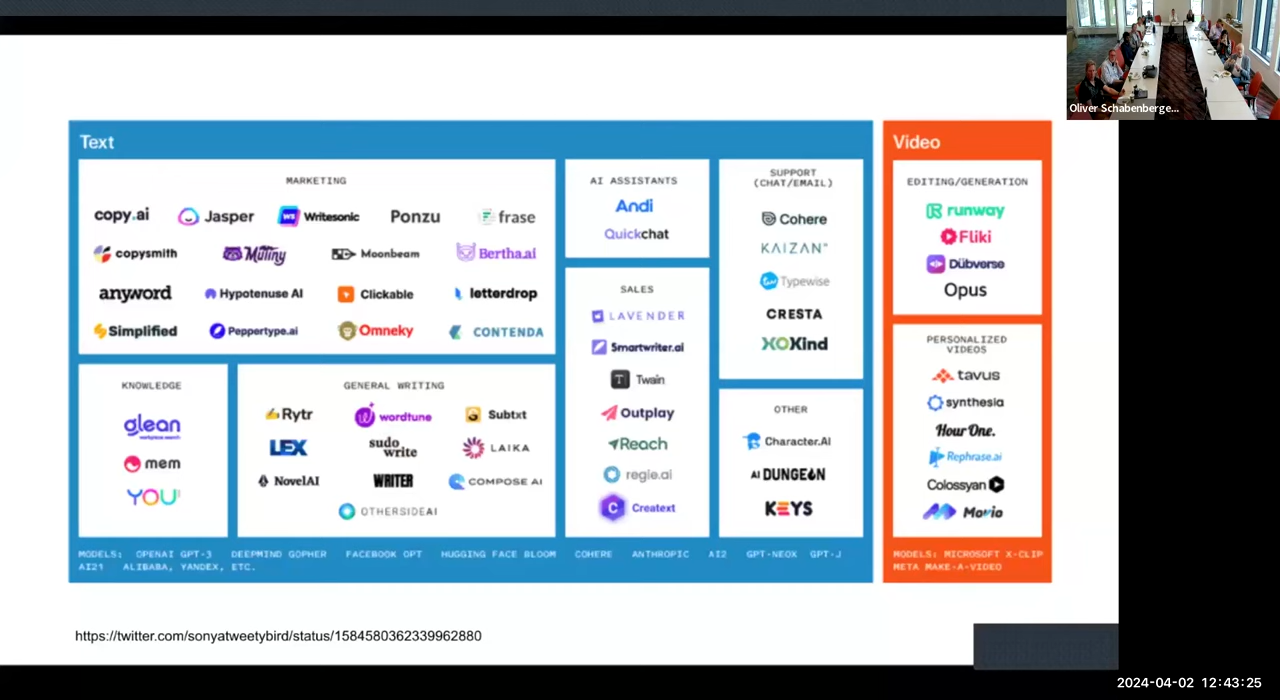 Oliver Schabenberge...
Text
MARKETING
copy.ai Jasper Writesonic Ponzu frase
copysmith Mutiny Moonbeam Bertha.ai
anyword Hypotenuse AI Clickable letterdrop
Simplified Peppertype.ai Omneky CONTENDA
KNOWLEDGE
glean
mem
YOU
GENERAL WRITING
Rytr wordtune Subtxt
LEX sudo write LAIKA
NovelAI WRITER COMPOSE AI
OTHERSIDEAI
AI ASSISTANTS
Andi
Quickchat
SALES
LAVENDER
Smartwriter.ai
Twain
Outplay
Reach
regie.ai
Creatext
SUPPORT
(CHAT/EMAIL)
Cohere
KAIZAN
Typewise
CRESTA
XOKind
OTHER
Character.AI
AI DUNGEON
KEYS
MODELS: OPENAI GPT-3 DEEPMIND GOPHER FACEBOOK OPT HUGGING FACE BLOOM COHERE ANTHROPIC AI2 GPT-NEOX GPT-J
AI21 ALIBABA, YANDEX, ETC.
Video
EDITING/GENERATION
runway
Fliki
Dübverse
Opus
PERSONALIZED
VIDEOS
tavus
synthesia
Hour One.
Rephrase.ai
Colossyan
Movio
MODELS: MICROSOFT X-CLIP
META MAKE-A-VIDEO
https://twitter.com/sonyatweetybird/status/1584580362339962880
2024-04-02 12:43:25